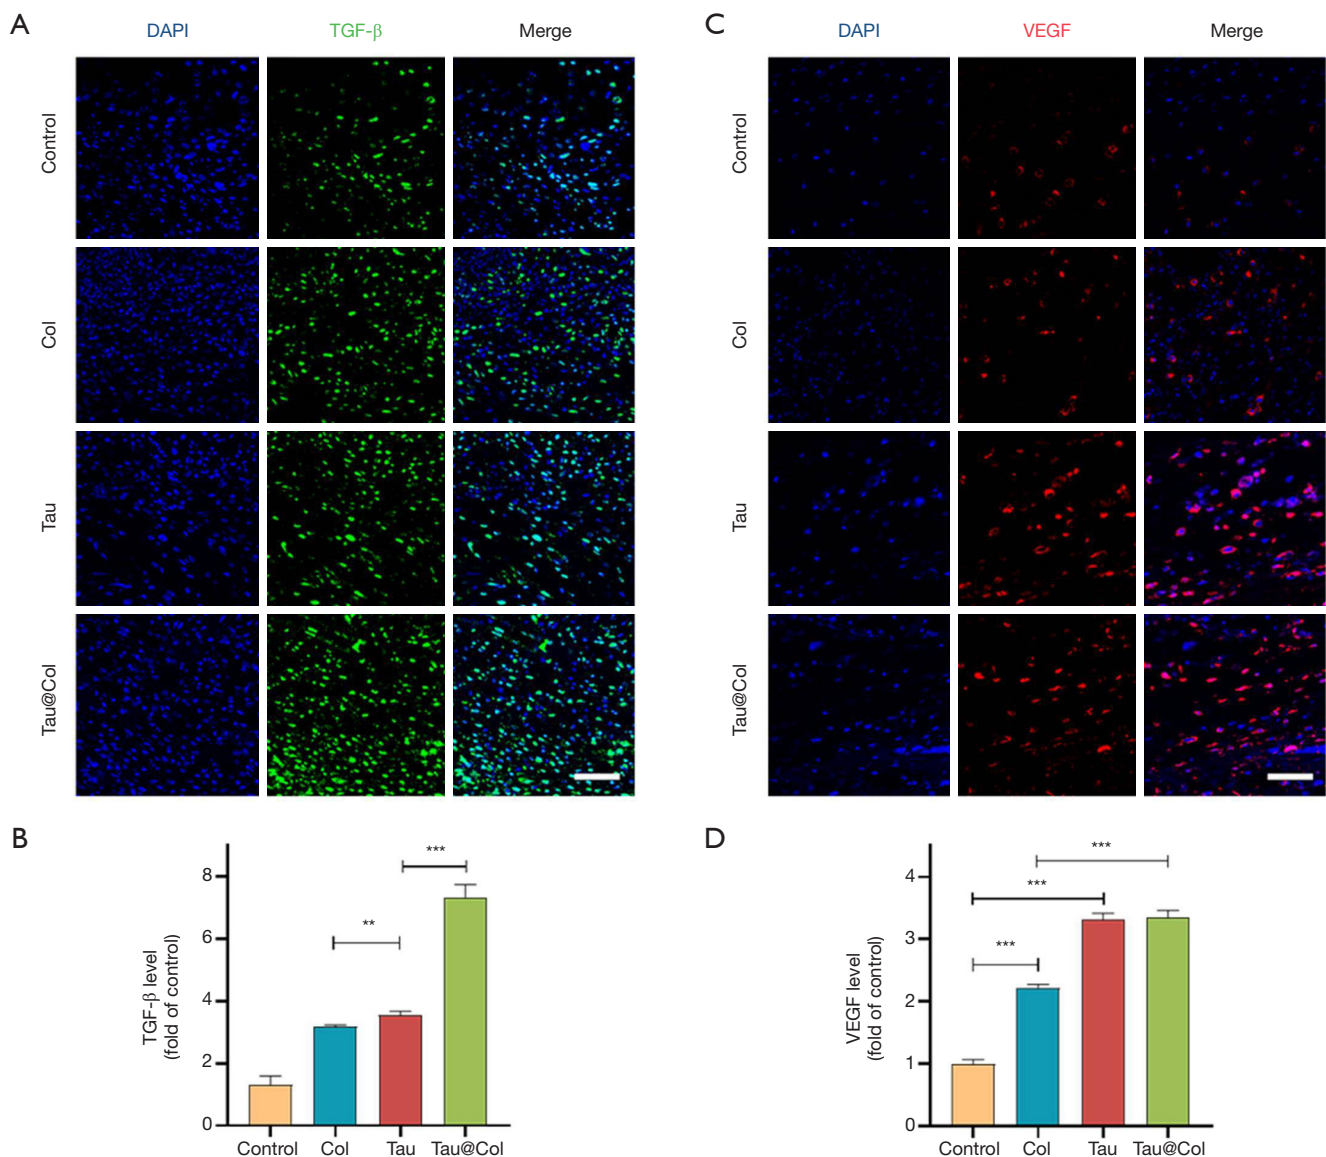 A
DAPI
TGF-β
Merge
Control
Col
Tau
Tau@Col
C
DAPI
VEGF
Merge
Control
Col
Tau
Tau@Col
B
TGF-β level
(fold of control)
8
6
4
2
0
**
***
Control
Col
Tau
Tau@Col
D
VEGF level
(fold of control)
4
3
2
1
0
***
***
***
Control
Col
Tau
Tau@Col